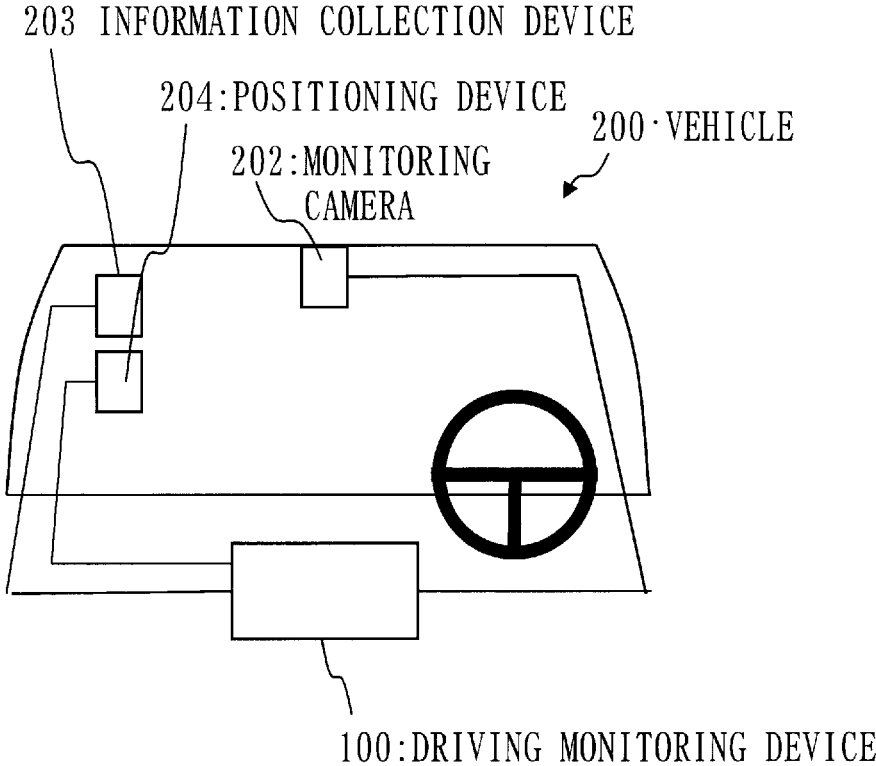 203 INFORMATION COLLECTION DEVICE
204:POSITIONING DEVICE
200·VEHICLE
202:MONITORING
CAMERA
100:DRIVING MONITORING DEVICE